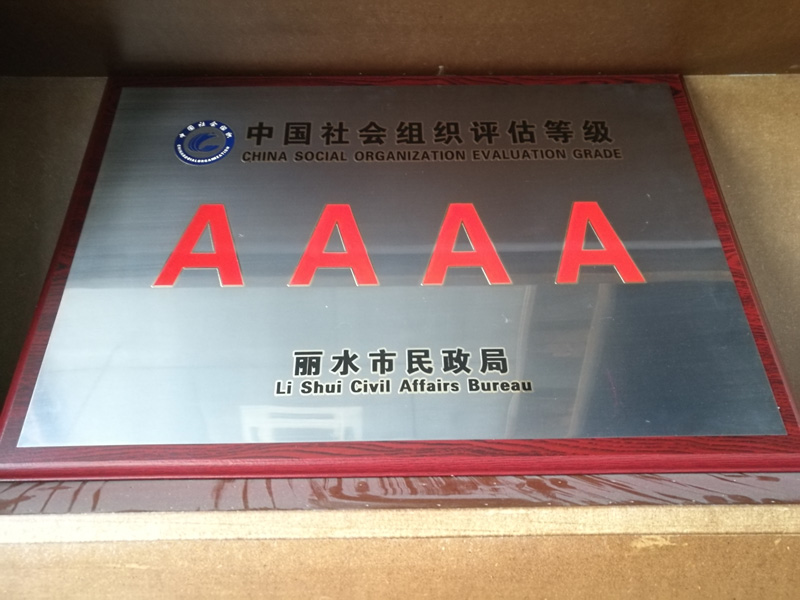 中国社会组织评估等级
CHINA SOCIAL ORGANIZATION EVALUATION GRADE
AAAA
丽水市民政局
Li Shui Civil Affairs Bureau